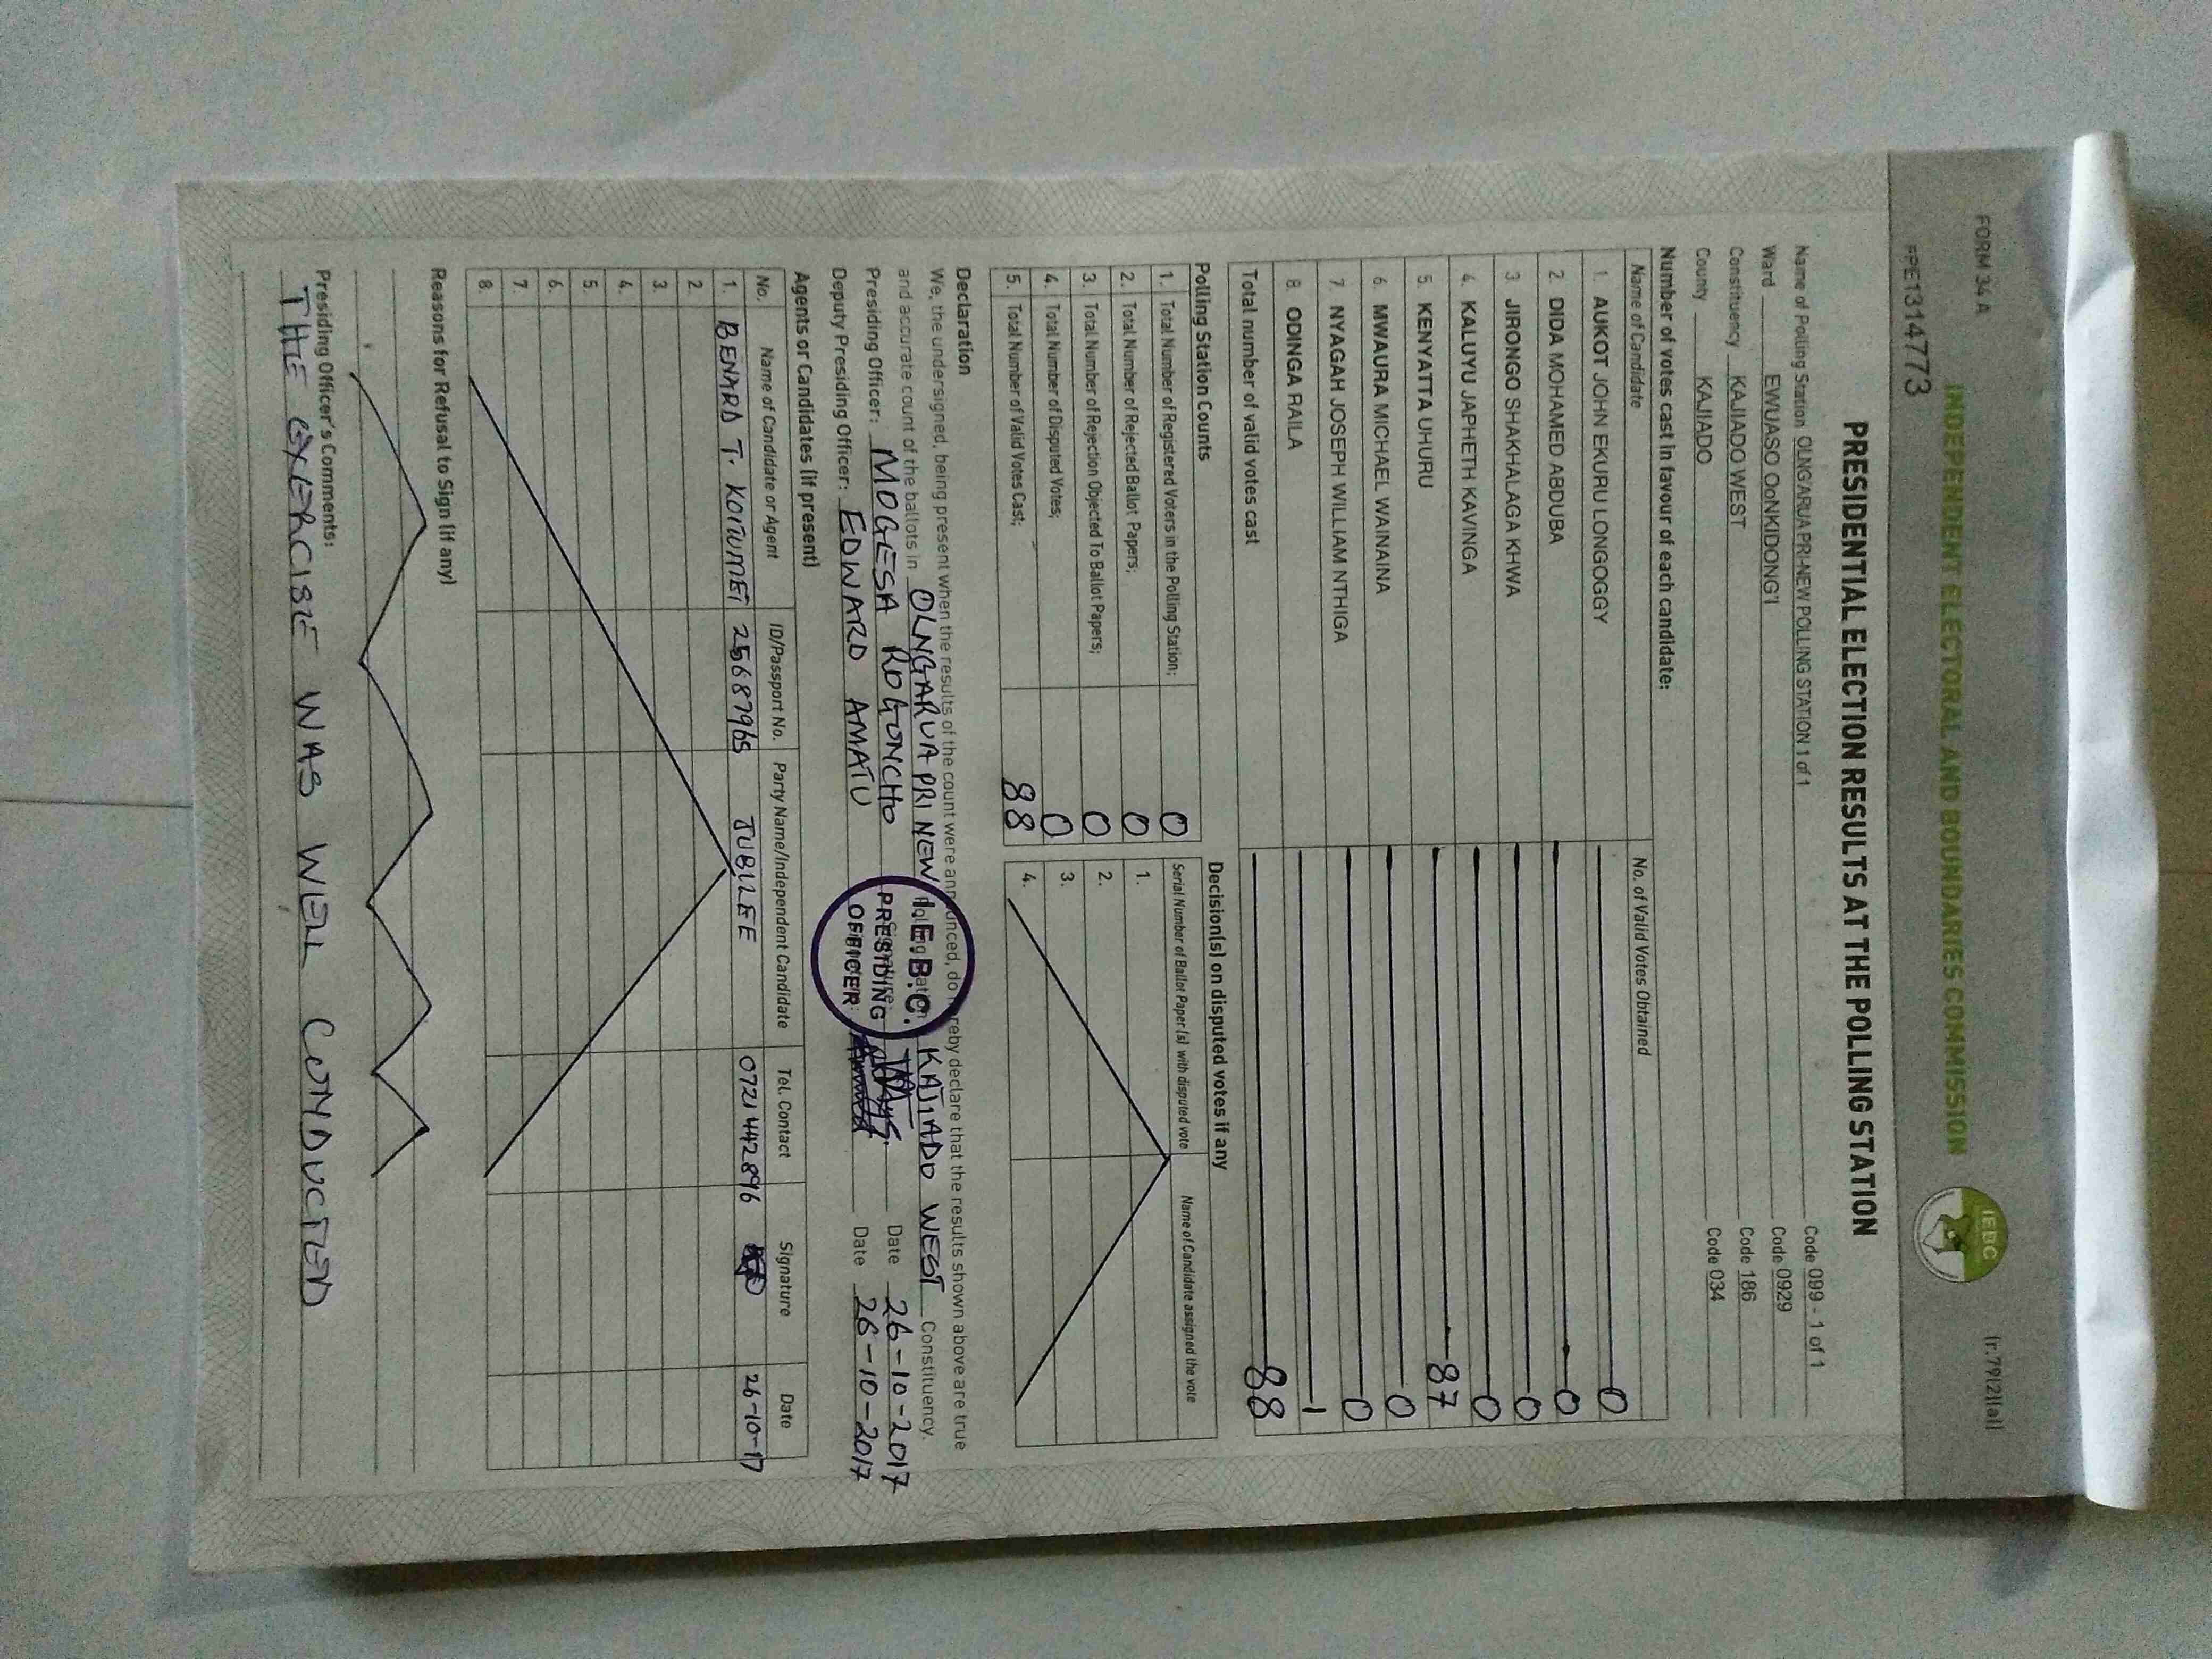 FORM 34 A
(r.79(2)(a))
INDEPENDENT ELECTORAL AND BOUNDARIES COMMISSION
IEBC
PPE1314773
PRESIDENTIAL ELECTION RESULTS AT THE POLLING STATION
Name of Polling Station OLNG'ARUA PRI-NEW POLLING STATION 1 of 1 Code 099 - 1 of 1
Ward EWUASO OoNKIDONG'I Code 0929
Constituency KAJIADO WEST Code 186
County KAJIADO Code 034
Number of votes cast in favour of each candidate:
Name of Candidate No. of Valid Votes Obtained
1. AUKOT JOHN EKURU LONGOGGY 0
2. DIDA MOHAMED ABDUBA 0
3. JIRONGO SHAKHALAGA KHWA 0
4. KALUYU JAPHETH KAVINGA 0
5. KENYATTA UHURU 87
6. MWAURA MICHAEL WAINAINA 0
7. NYAGAH JOSEPH WILLIAM NTHIGA 0
8. ODINGA RAILA 1
Total number of valid votes cast 88
Polling Station Counts
1. Total Number of Registered Voters in the Polling Station; 0
2. Total Number of Rejected Ballot Papers; 0
3. Total Number of Rejection Objected To Ballot Papers; 0
4. Total Number of Disputed Votes; 0
5. Total Number of Valid Votes Cast; 88
Decision(s) on disputed votes if any
Serial Number of Ballot Paper(s) with disputed vote Name of Candidate assigned the vote
1.
2.
3.
4.
Declaration
We, the undersigned, being present when the results of the count were announced, do hereby declare that the results shown above are true
and accurate count of the ballots in OLNGARUA PRI NEW Polling Station KAJIADO WEST Constituency.
Presiding Officer: MOGESA ROGONCHO Date 26-10-2017
Deputy Presiding Officer: EDWARD AMATU Date 26-10-2017
I.E.B.C.
PRESIDING
OFFICER
Agents or Candidates (if present)
No. Name of Candidate or Agent ID/Passport No. Party Name/Independent Candidate Tel. Contact Signature Date
1. BENARD T. KOITUMET 25687965 JUBILEE 0721442896 26-10-17
2.
3.
4.
5.
6.
7.
8.
Reasons for Refusal to Sign (if any)
Presiding Officer's Comments:
THE EXERCISE WAS WELL CONDUCTED